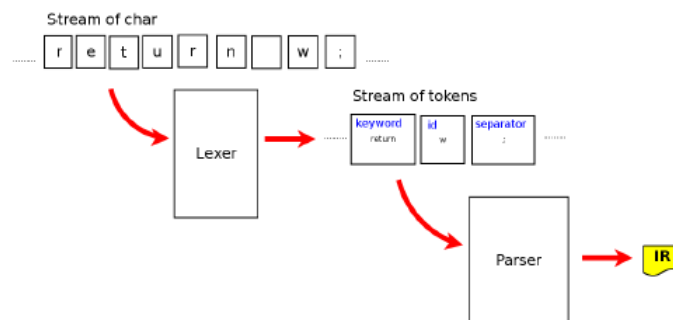 Stream of char
r e t u r n w ;
Stream of tokens
keyword id separator
return w ;
Lexer
Parser
IR